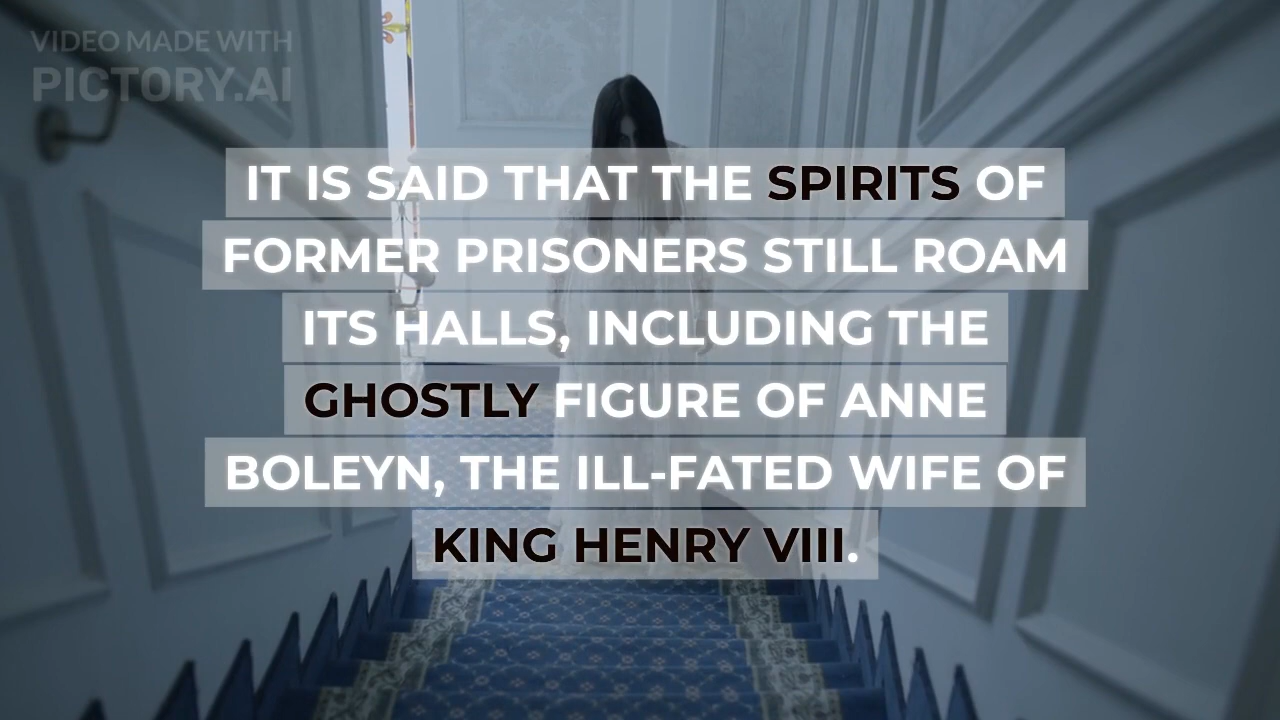 VIDEO MADE WITH
PICTORY.AI
IT IS SAID THAT THE SPIRITS OF
FORMER PRISONERS STILL ROAM
ITS HALLS, INCLUDING THE
GHOSTLY FIGURE OF ANNE
BOLEYN, THE ILL-FATED WIFE OF
KING HENRY VIII.